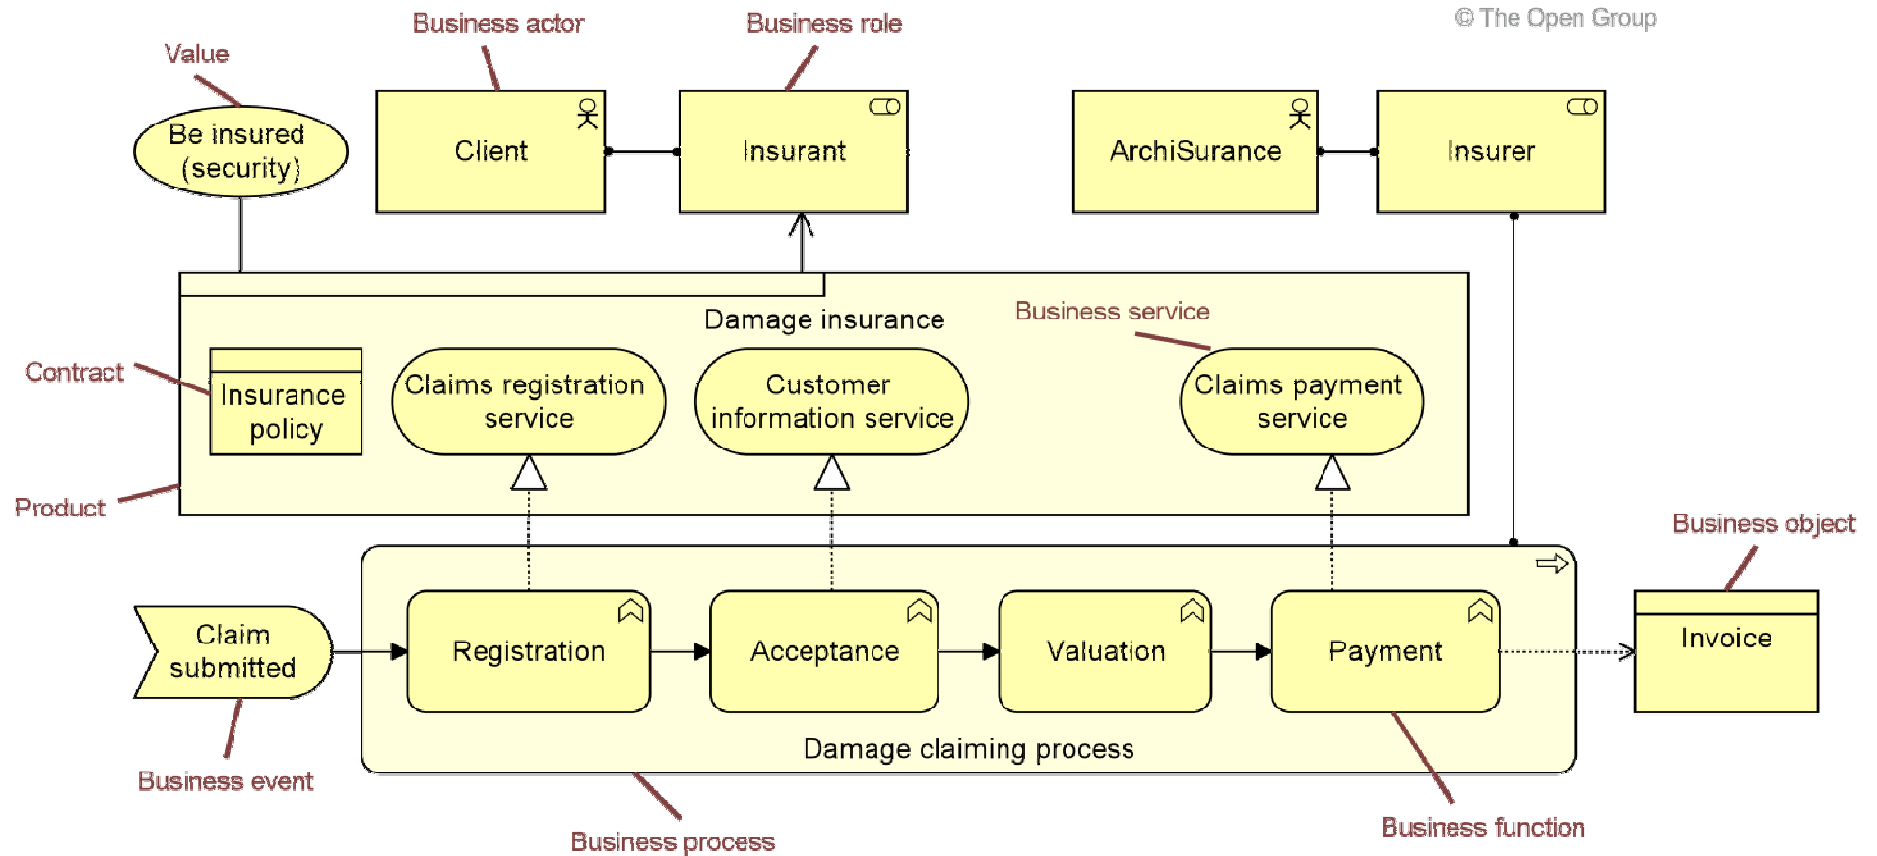 © The Open Group
Business actor
Business role
Value
Be insured
(security)
Client
Insurant
ArchiSurance
Insurer
Damage insurance
Business service
Contract
Insurance
policy
Claims registration
service
Customer
information service
Claims payment
service
Product
Business object
Claim
submitted
Registration
Acceptance
Valuation
Payment
Invoice
Damage claiming process
Business event
Business process
Business function